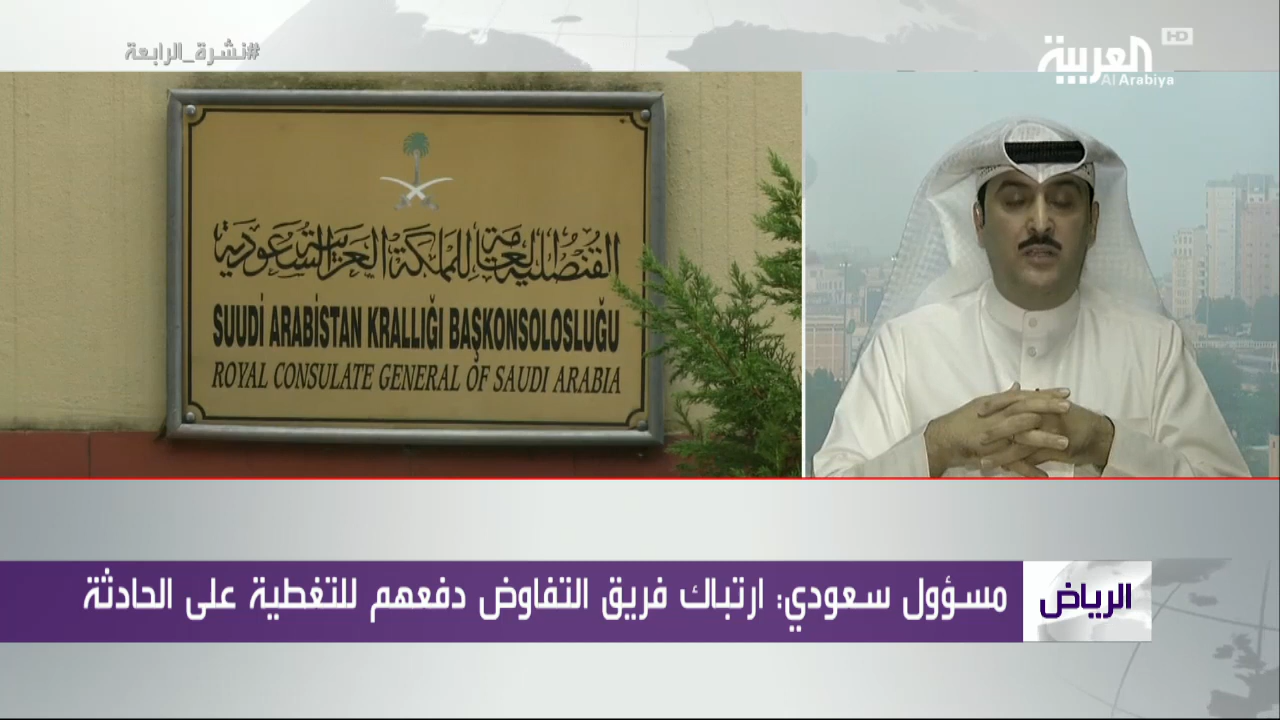 #نشرة_الرابعة
العربية HD
Al Arabiya
القنصلية العامة للمملكة العربية السعودية
SUUDİ ARABİSTAN KRALLIĞI BAŞKONSOLOSLUĞU
ROYAL CONSULATE GENERAL OF SAUDI ARABIA
الرياض
مسؤول سعودي: ارتباك فريق التفاوض دفعهم للتغطية على الحادثة